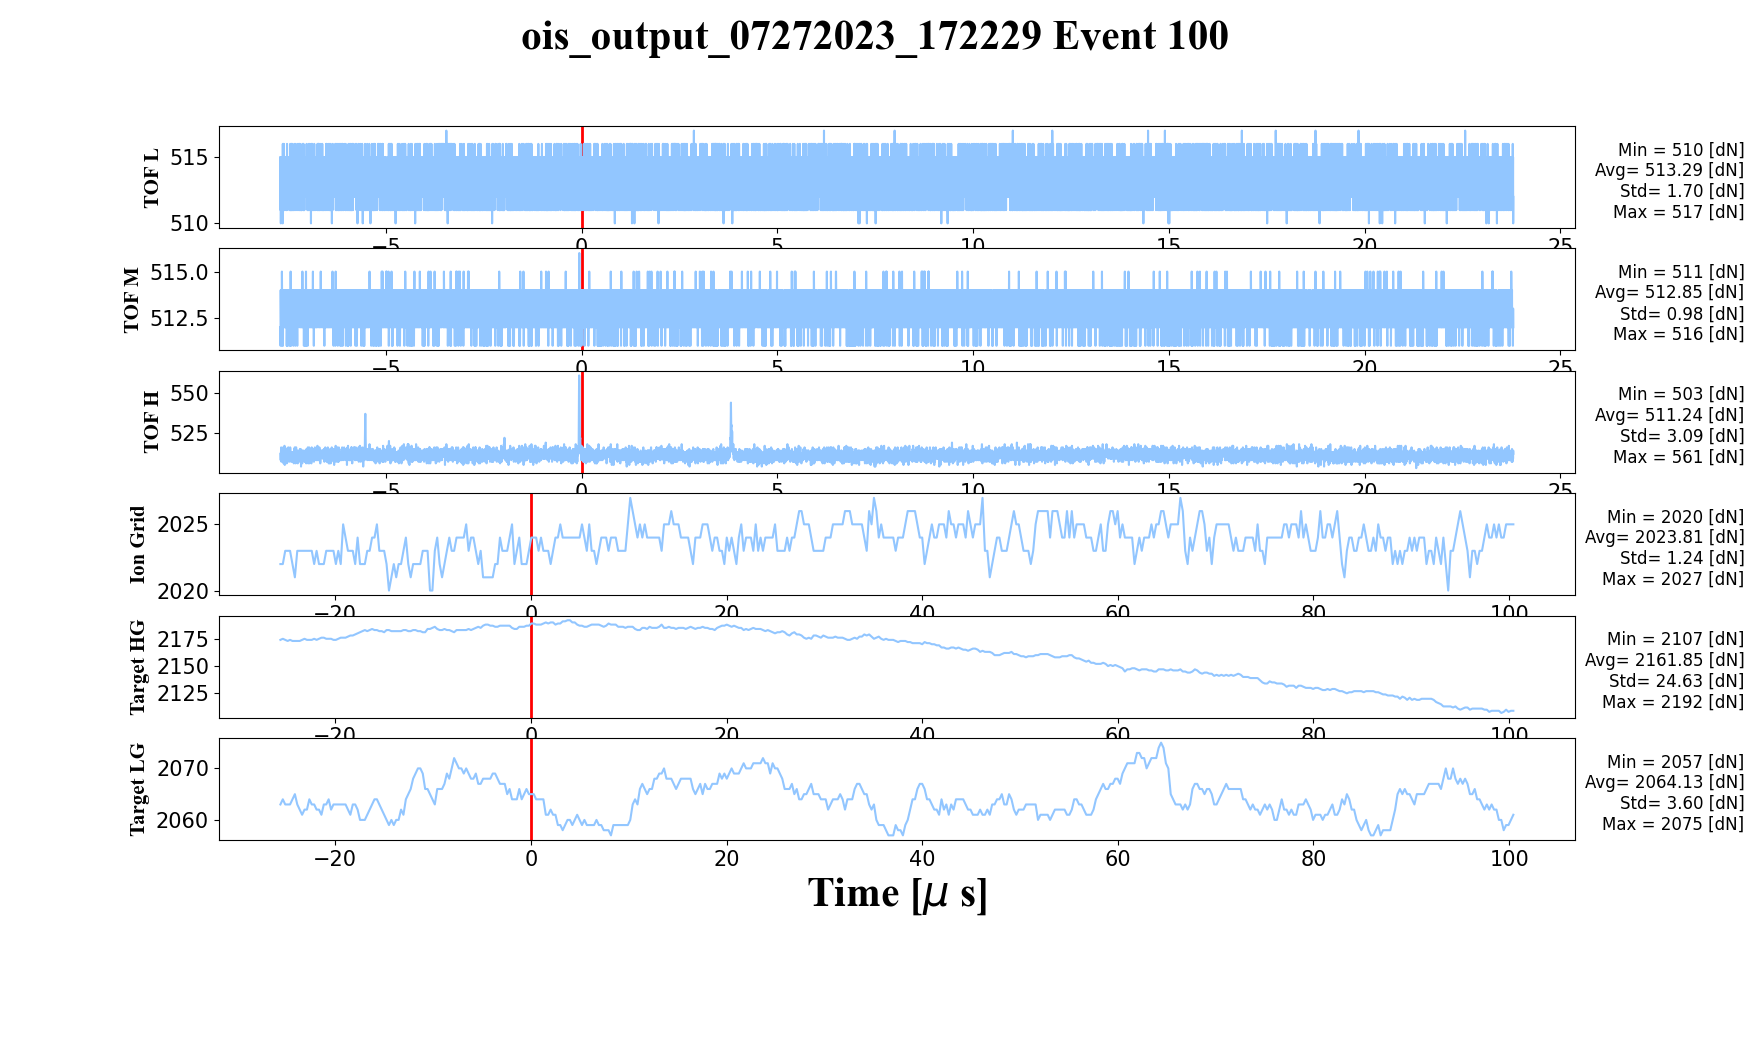 ois_output_07272023_172229 Event 100
TOF L
515
510
−5 0 5 10 15 20 25
Min = 510 [dN]
Avg= 513.29 [dN]
Std= 1.70 [dN]
Max = 517 [dN]
TOF M
515.0
512.5
−5 0 5 10 15 20 25
Min = 511 [dN]
Avg= 512.85 [dN]
Std= 0.98 [dN]
Max = 516 [dN]
TOF H
550
525
−5 0 5 10 15 20 25
Min = 503 [dN]
Avg= 511.24 [dN]
Std= 3.09 [dN]
Max = 561 [dN]
Ion Grid
2025
2020
−20 0 20 40 60 80 100
Min = 2020 [dN]
Avg= 2023.81 [dN]
Std= 1.24 [dN]
Max = 2027 [dN]
Target HG
2175
2150
2125
−20 0 20 40 60 80 100
Min = 2107 [dN]
Avg= 2161.85 [dN]
Std= 24.63 [dN]
Max = 2192 [dN]
Target LG
2070
2060
−20 0 20 40 60 80 100
Min = 2057 [dN]
Avg= 2064.13 [dN]
Std= 3.60 [dN]
Max = 2075 [dN]
Time [μ s]